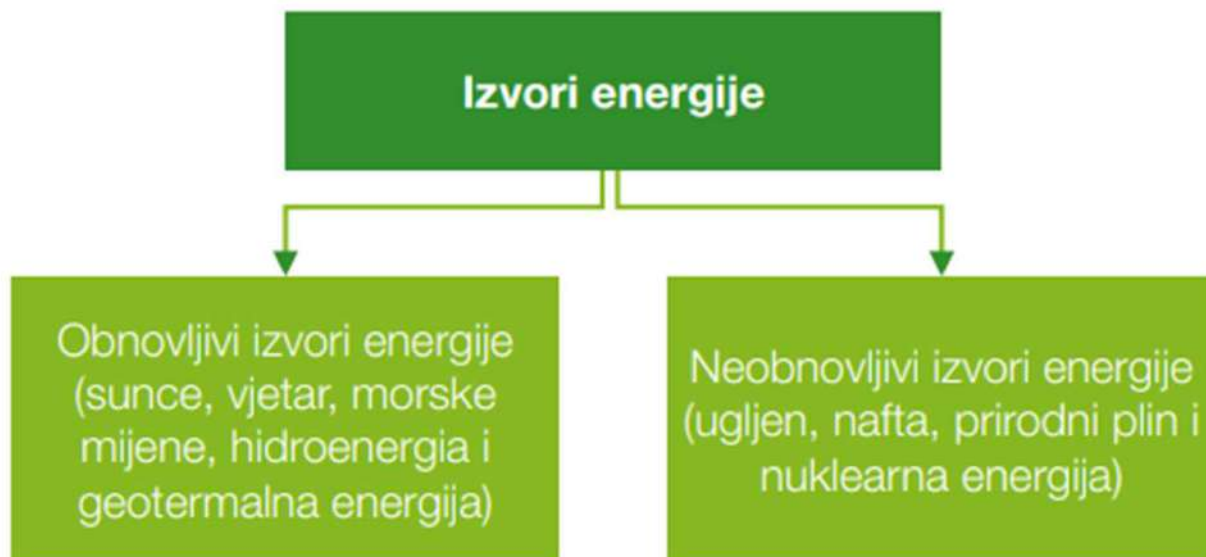 Izvori energije
Obnovljivi izvori energije
(sunce, vjetar, morske
mijene, hidroenergia i
geotermalna energija)
Neobnovljivi izvori energije
(ugljen, nafta, prirodni plin i
nuklearna energija)